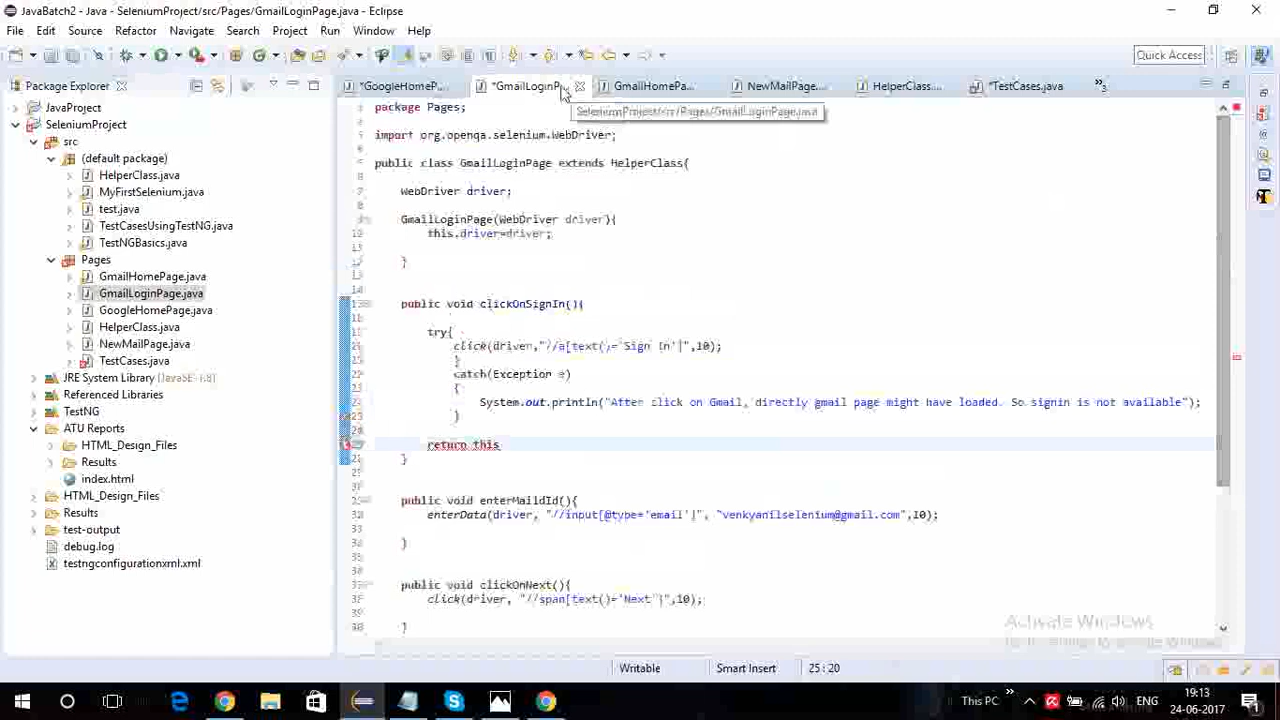 JavaBatch2 - Java - SeleniumProject/src/Pages/GmailLoginPage.java - Eclipse
File Edit Source Refactor Navigate Search Project Run Window Help
Quick Access
Package Explorer
*GoogleHomeP... *GmailLoginP... GmailHomePa... NewMailPage.... HelperClass.... *TestCases.java
SeleniumProject/src/Pages/GmailLoginPage.java
JavaProject
SeleniumProject
src
(default package)
HelperClass.java
MyFirstSelenium.java
test.java
TestCasesUsingTestNG.java
TestNGBasics.java
Pages
GmailHomePage.java
GmailLoginPage.java
GoogleHomePage.java
HelperClass.java
NewMailPage.java
TestCases.java
JRE System Library [JavaSE-1.8]
Referenced Libraries
TestNG
ATU Reports
HTML_Design_Files
Results
index.html
HTML_Design_Files
Results
test-output
debug.log
testngconfigurationxml.xml
package Pages;
import org.openqa.selenium.WebDriver;
public class GmailLoginPage extends HelperClass{
WebDriver driver;
GmailLoginPage(WebDriver driver){
this.driver=driver;
}
public void clickOnSignIn(){
try{
click(driver,"//a[text()='Sign In']",10);
}
catch(Exception e)
{
System.out.println("After click on Gmail, directly gmail page might have loaded. So signin is not available");
}
return this
}
public void enterMaildId(){
enterData(driver, "//input[@type='email']", "venkyanilselenium@gmail.com",10);
}
public void clickOnNext(){
click(driver, "//span[text()='Next']",10);
}
Activate Windows
Writable Smart Insert 25 : 20
This PC ENG 19:13
24-06-2017